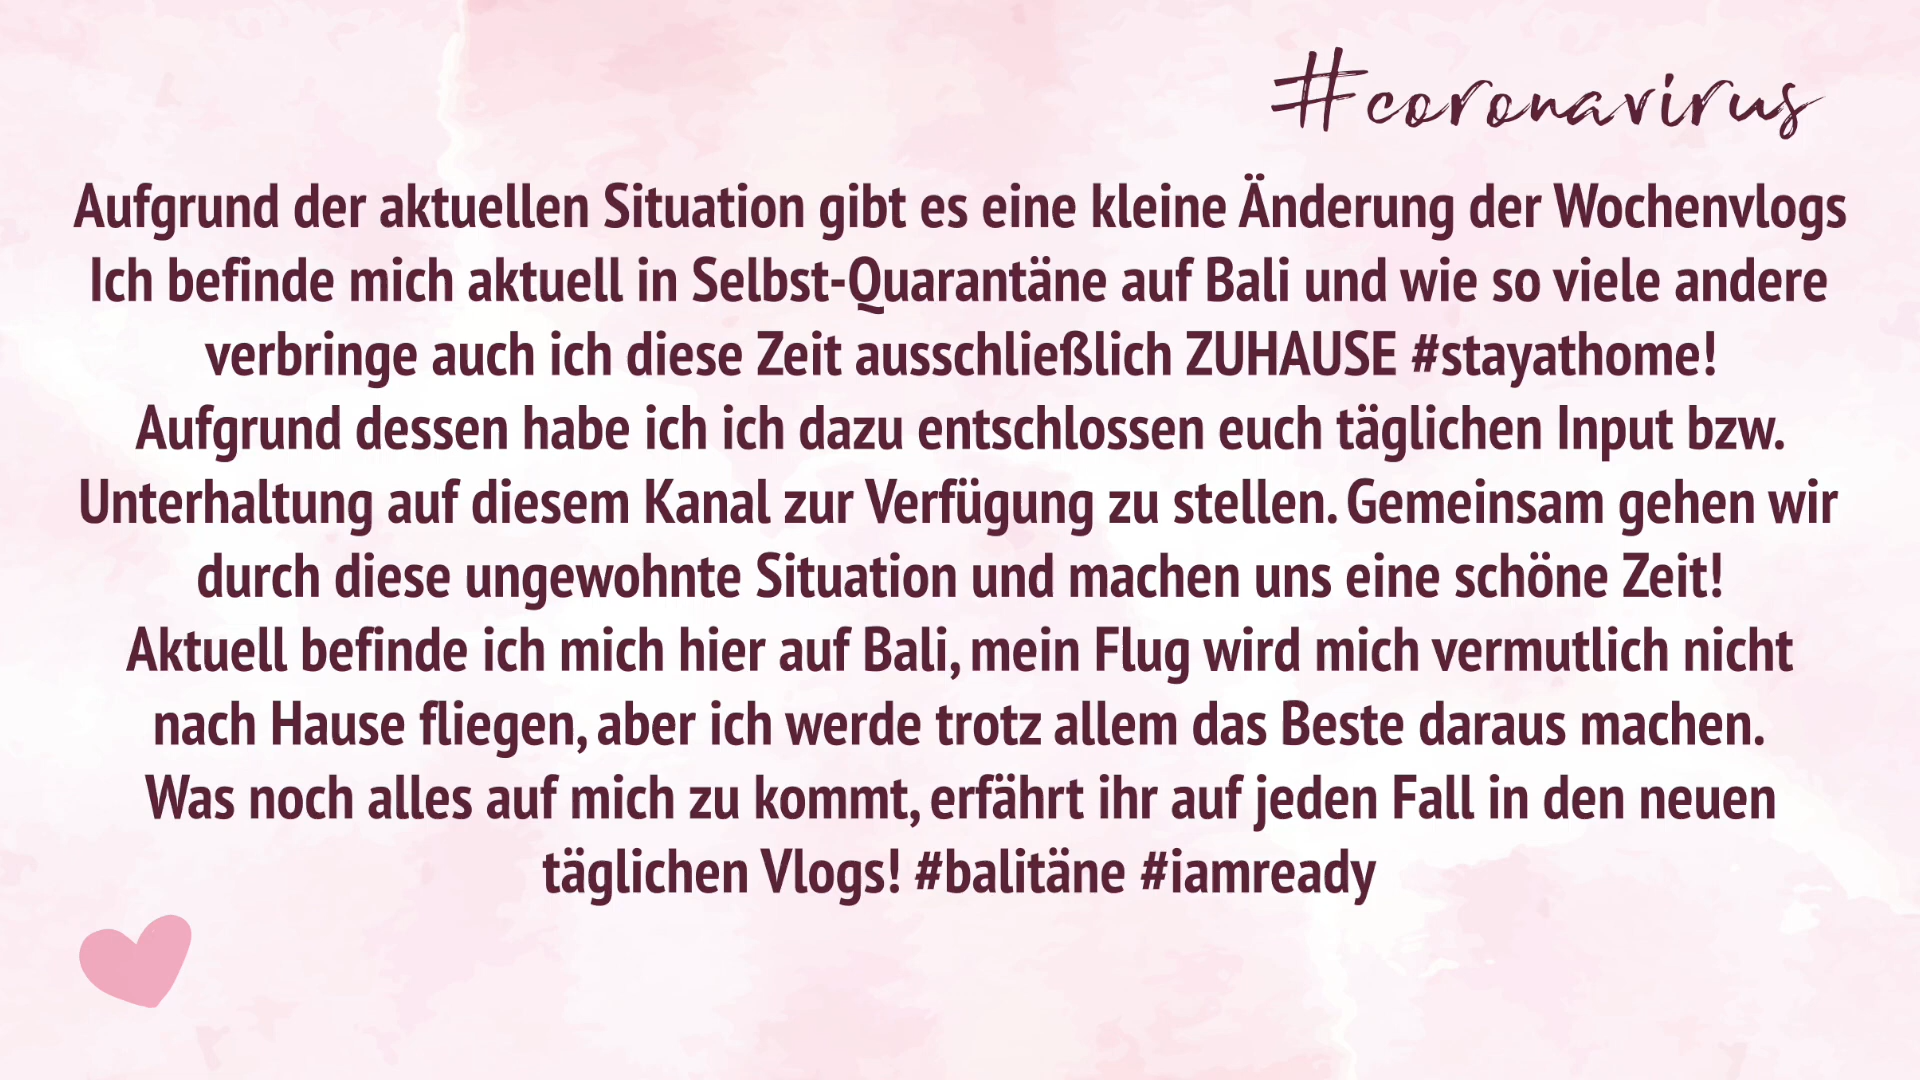 #coronavirus
Aufgrund der aktuellen Situation gibt es eine kleine Änderung der Wochenvlogs
Ich befinde mich aktuell in Selbst-Quarantäne auf Bali und wie so viele andere
verbringe auch ich diese Zeit ausschließlich ZUHAUSE #stayathome!
Aufgrund dessen habe ich ich dazu entschlossen euch täglichen Input bzw.
Unterhaltung auf diesem Kanal zur Verfügung zu stellen. Gemeinsam gehen wir
durch diese ungewohnte Situation und machen uns eine schöne Zeit!
Aktuell befinde ich mich hier auf Bali, mein Flug wird mich vermutlich nicht
nach Hause fliegen, aber ich werde trotz allem das Beste daraus machen.
Was noch alles auf mich zu kommt, erfährt ihr auf jeden Fall in den neuen
täglichen Vlogs! #balitäne #iamready